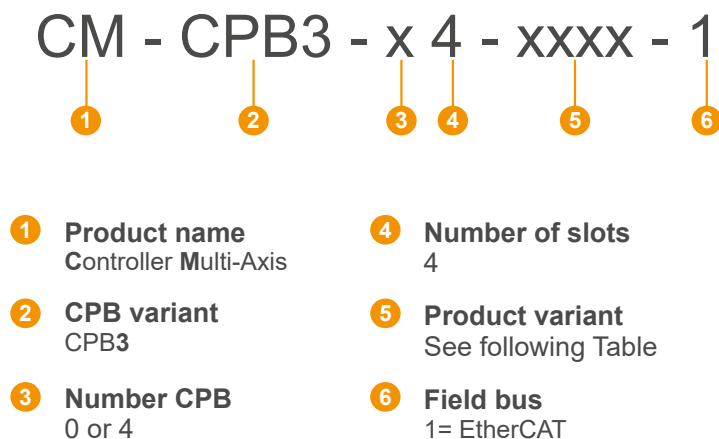 CM - CPB3 - x 4 - xxxx - 1
1 2 3 4 5 6
1 Product name
Controller Multi-Axis
2 CPB variant
CPB3
3 Number CPB
0 or 4
4 Number of slots
4
5 Product variant
See following Table
6 Field bus
1= EtherCAT